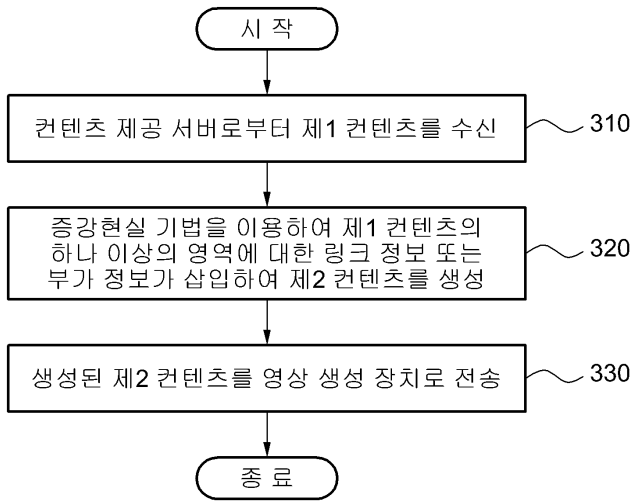 시 작
컨텐츠 제공 서버로부터 제1 컨텐츠를 수신
310
증강현실 기법을 이용하여 제1 컨텐츠의
하나 이상의 영역에 대한 링크 정보 또는
부가 정보가 삽입하여 제2 컨텐츠를 생성
320
생성된 제2 컨텐츠를 영상 생성 장치로 전송
330
종 료